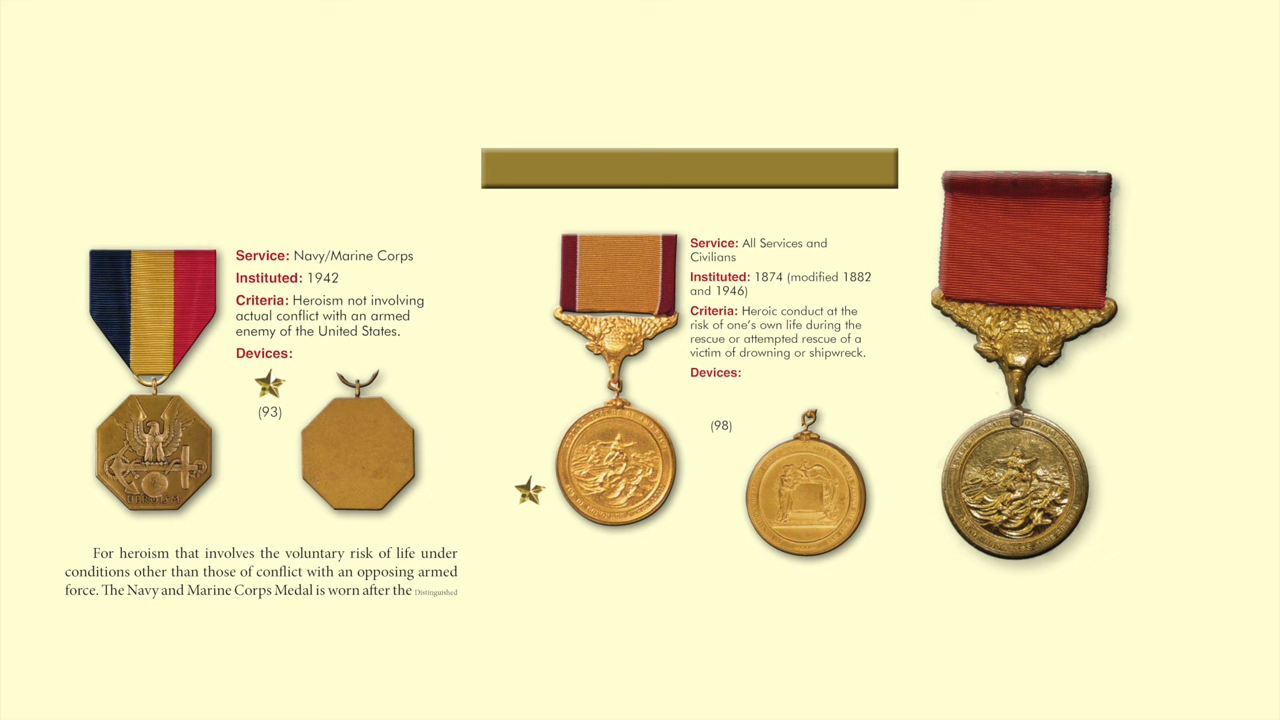 Service: Navy/Marine Corps
Instituted: 1942
Criteria: Heroism not involving
actual conflict with an armed
enemy of the United States.
Devices:
(93)
HEROISM
For heroism that involves the voluntary risk of life under
conditions other than those of conflict with an opposing armed
force. The Navy and Marine Corps Medal is worn after the Distinguished
Service: All Services and
Civilians
Instituted: 1874 (modified 1882
and 1946)
Criteria: Heroic conduct at the
risk of one's own life during the
rescue or attempted rescue of a
victim of drowning or shipwreck.
Devices:
(98)